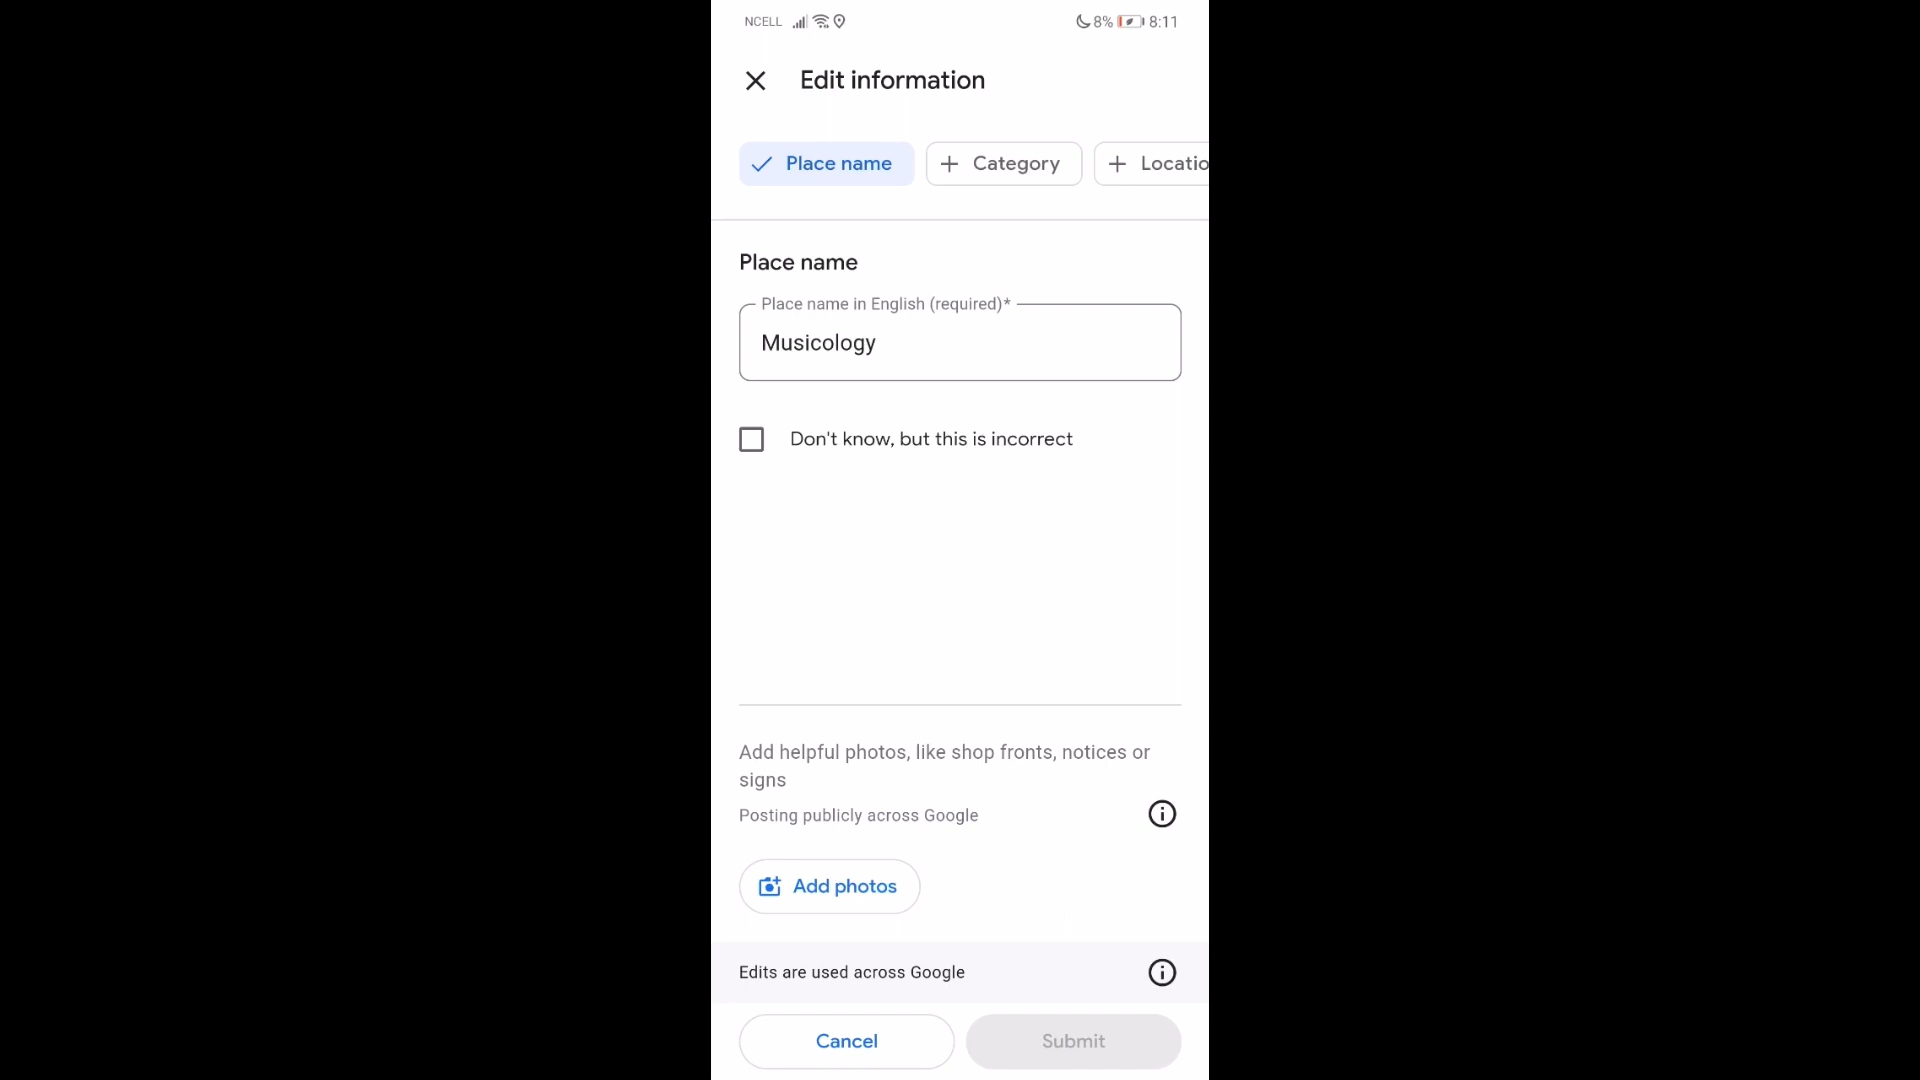 NCELL 8% 8:11
Edit information
Place name Category Locatio
Place name
Place name in English (required)*
Musicology
Don't know, but this is incorrect
Add helpful photos, like shop fronts, notices or
signs
Posting publicly across Google
Add photos
Edits are used across Google
Cancel Submit